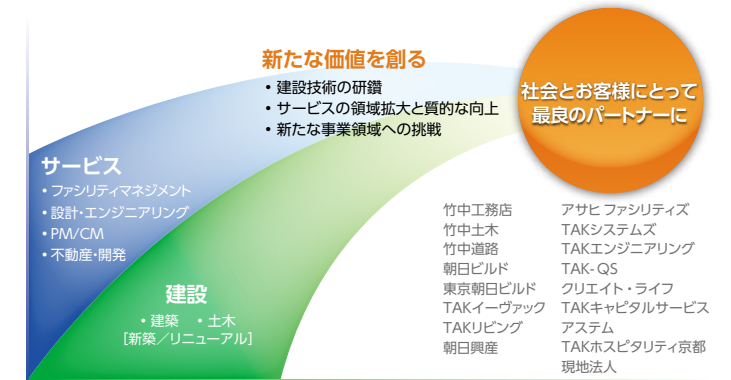 新たな価値を創る
• 建設技術の研鑽
• サービスの領域拡大と質的な向上
• 新たな事業領域への挑戦
社会とお客様にとって
最良のパートナーに
サービス
• ファシリティマネジメント
• 設計・エンジニアリング
• PM/CM
• 不動産・開発
建設
・建築 ・土木
[新築／リニューアル]
竹中工務店
竹中土木
竹中道路
朝日ビルド
東京朝日ビルド
TAKイーヴァック
TAKリビング
朝日興産
アサヒ ファシリティズ
TAKシステムズ
TAKエンジニアリング
TAK- QS
クリエイト・ライフ
TAKキャピタルサービス
アステム
TAKホスピタリティ京都
現地法人